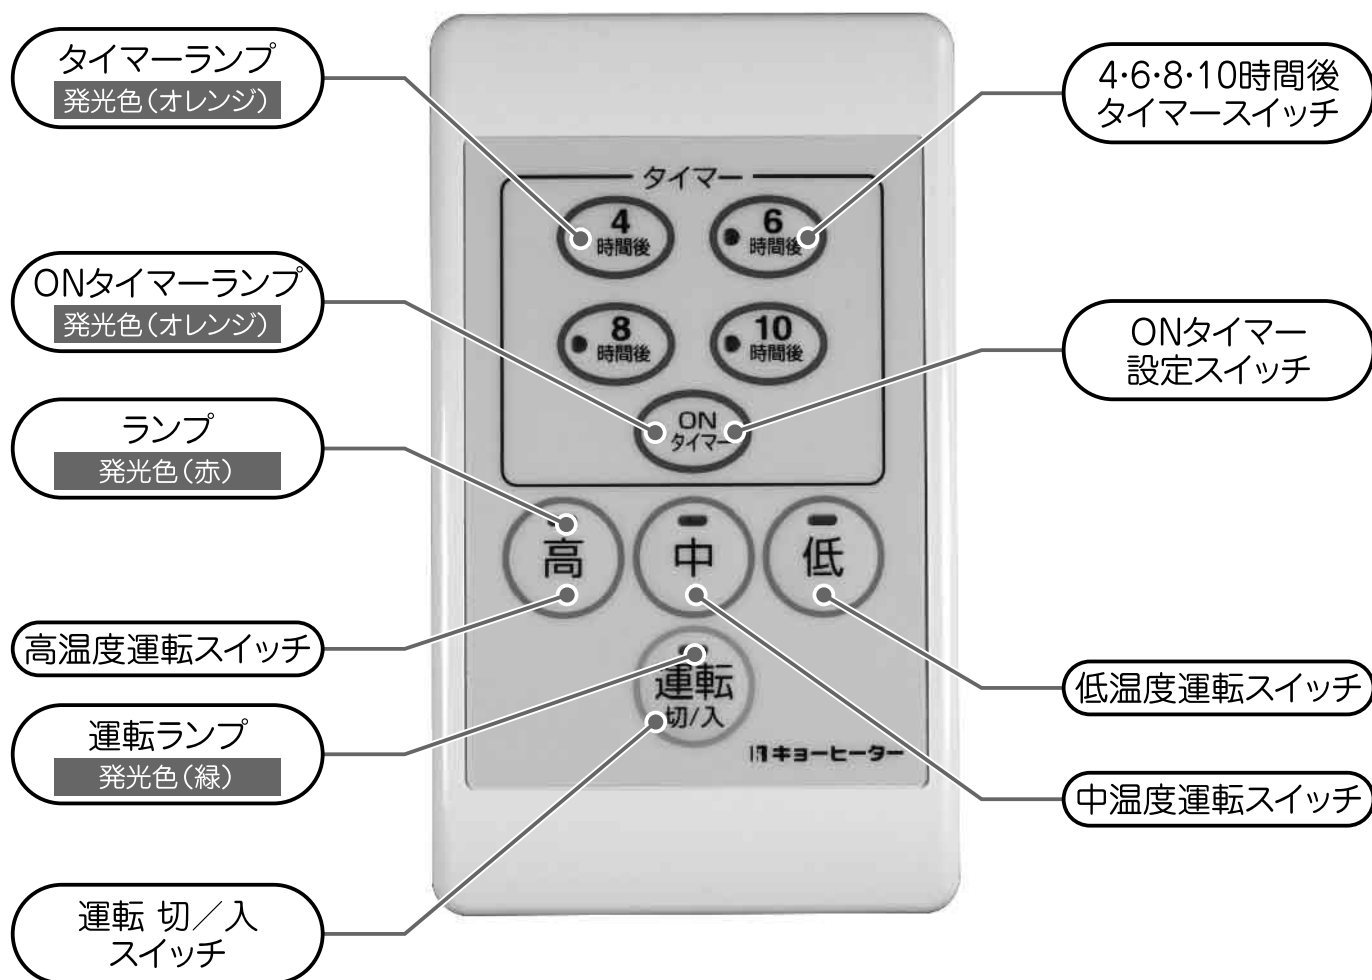 タイマーランプ
発光色(オレンジ)
ONタイマーランプ
発光色(オレンジ)
ランプ
発光色(赤)
高温度運転スイッチ
運転ランプ
発光色(緑)
運転 切/入
スイッチ
タイマー
4
時間後
6
時間後
8
時間後
10
時間後
ON
タイマー
高
中
低
運転
切/入
キョーヒーター
4・6・8・10時間後
タイマースイッチ
ONタイマー
設定スイッチ
低温度運転スイッチ
中温度運転スイッチ